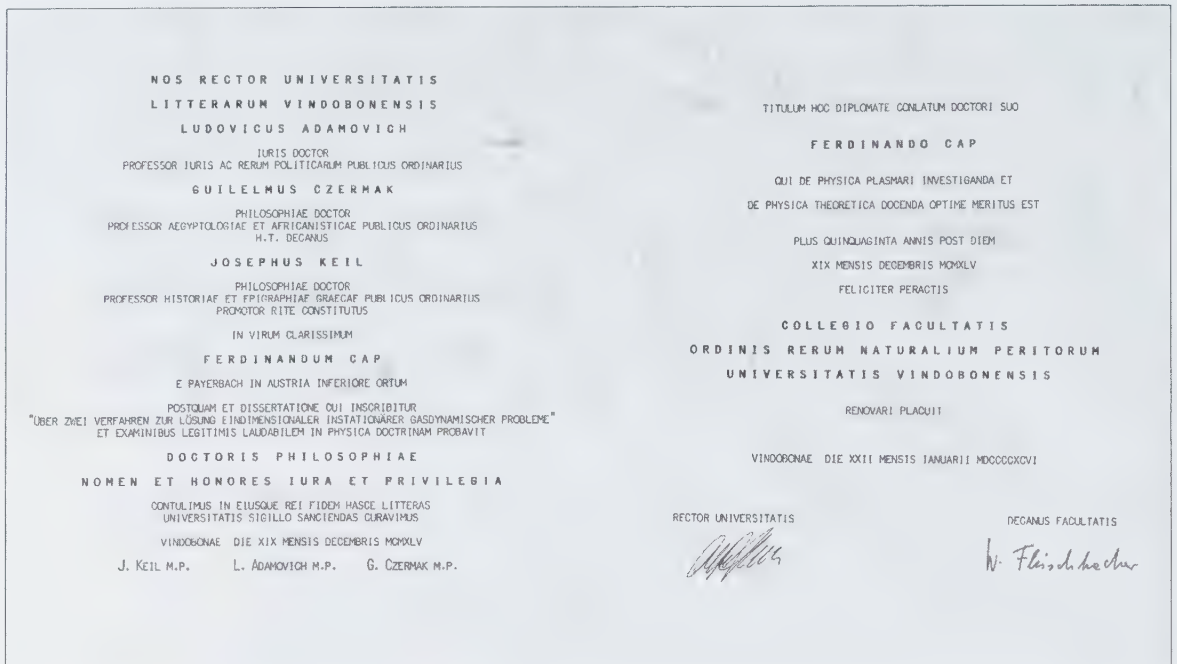 NOS RECTOR UNIVERSITATIS
LITTERARUM VINDOBONENSIS
LUDOVICUS ADAMOVICH
IURIS DOCTOR
PROFESSOR IURIS AC RERUM POLITICARUM PUBLICUS ORDINARIUS
GUILELMUS CZERMAK
PHILOSOPHIAE DOCTOR
PROFESSOR AEGYPTOLOGIAE ET AFRICANISTICAE PUBLICUS ORDINARIUS
H.T. DECANUS
JOSEPHUS KEIL
PHILOSOPHIAE DOCTOR
PROFESSOR HISTORIAE ET EPIGRAPHIAE GRAECAE PUBLICUS ORDINARIUS
PROMOTOR RITE CONSTITUTUS
IN VIRUM CLARISSIMUM
FERDINANDUM CAP
E PAYERBACH IN AUSTRIA INFERIORE ORTUM
POSTQUAM ET DISSERTATIONE CUI INSCRIBITUR
"ÜBER ZWEI VERFAHREN ZUR LÖSUNG EINDIMENSIONALER INSTATIONÄRER GASDYNAMISCHER PROBLEME"
ET EXAMINIBUS LEGITIMIS LAUDABILEM IN PHYSICA DOCTRINAM PROBAVIT
DOCTORIS PHILOSOPHIAE
NOMEN ET HONORES IURA ET PRIVILEGIA
CONTULIMUS IN EIUSQUE REI FIDEM HASCE LITTERAS
UNIVERSITATIS SIGILLO SANCIENDAS CURAVIMUS
VINDOBONAE DIE XIX MENSIS DECEMBRIS MCMXLV
J. KEIL M.P. L. ADAMOVICH M.P. G. CZERMAK M.P.
TITULUM HOC DIPLOMATE CONLATUM DOCTORI SUO
FERDINANDO CAP
QUI DE PHYSICA PLASMARI INVESTIGANDA ET
DE PHYSICA THEORETICA DOCENDA OPTIME MERITUS EST
PLUS QUINQUAGINTA ANNIS POST DIEM
XIX MENSIS DECEMBRIS MCMXLV
FELICITER PERACTIS
COLLEGIO FACULTATIS
ORDINIS RERUM NATURALIUM PERITORUM
UNIVERSITATIS VINDOBONENSIS
RENOVARI PLACUIT
VINDOBONAE DIE XXII MENSIS IANUARII MDCCCCXCVI
RECTOR UNIVERSITATIS
DECANUS FACULTATIS
W. Fleischhacker